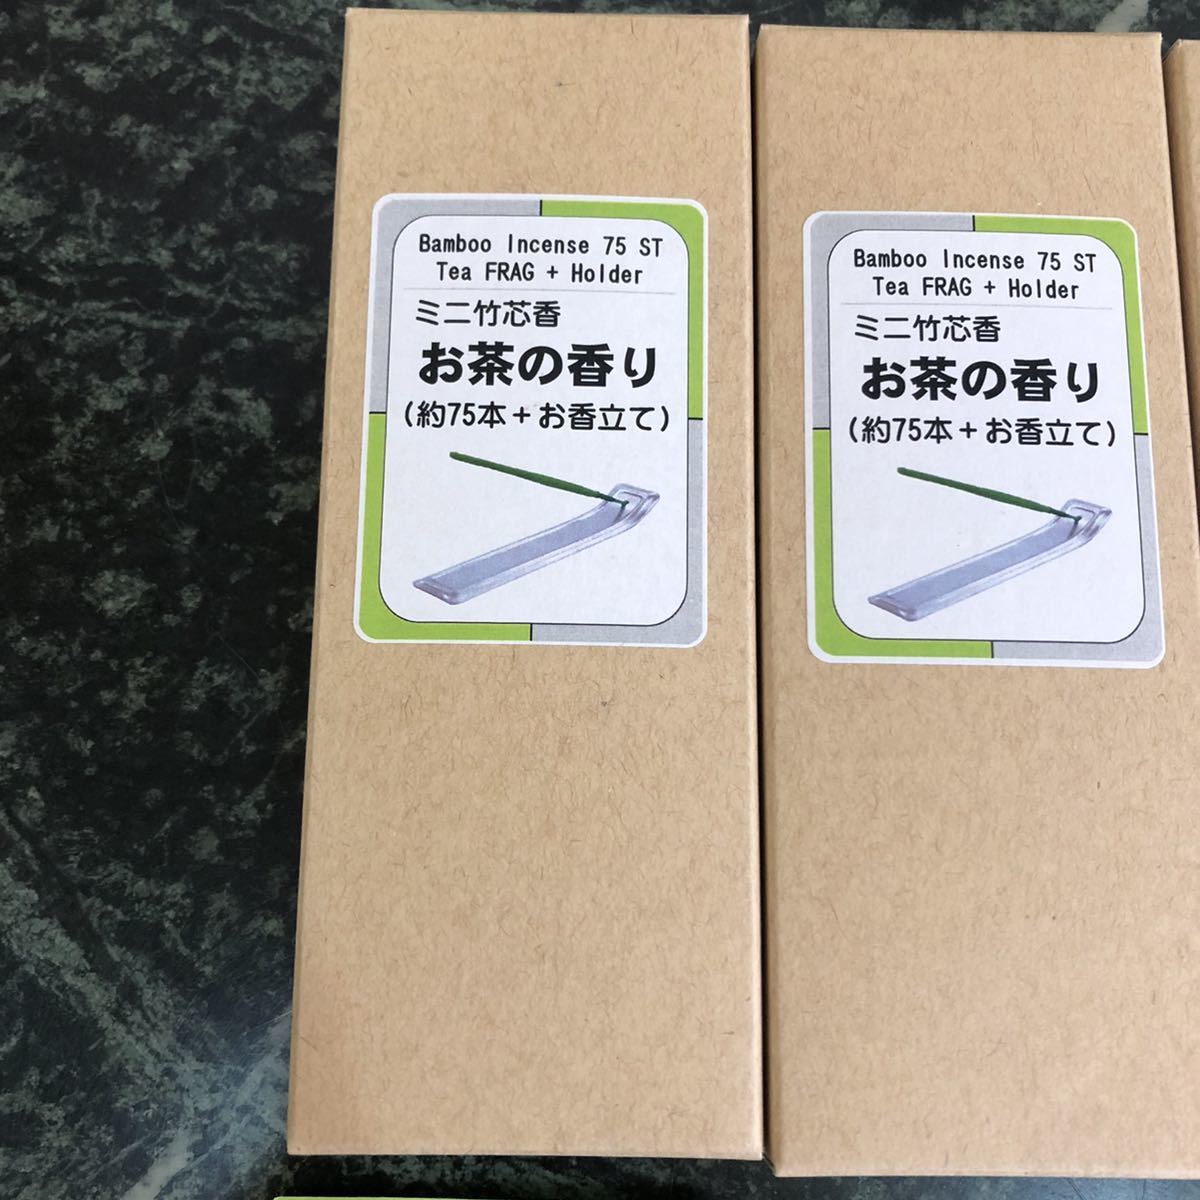 Bamboo Incense 75 ST
Tea FRAG + Holder
ミニ竹芯香
お茶の香り
(約75本+お香立て)
Bamboo Incense 75 ST
Tea FRAG + Holder
ミニ竹芯香
お茶の香り
(約75本+お香立て)